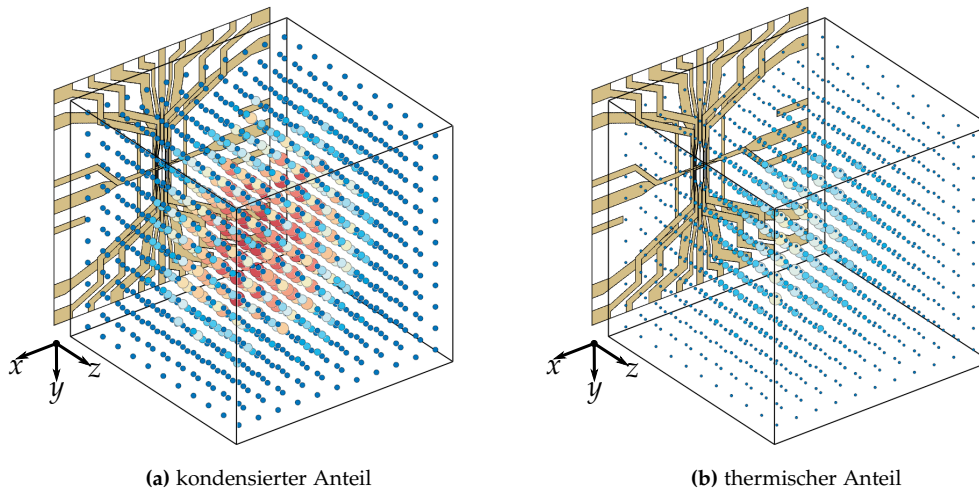 x
y
z
x
y
z
(a) kondensierter Anteil
(b) thermischer Anteil